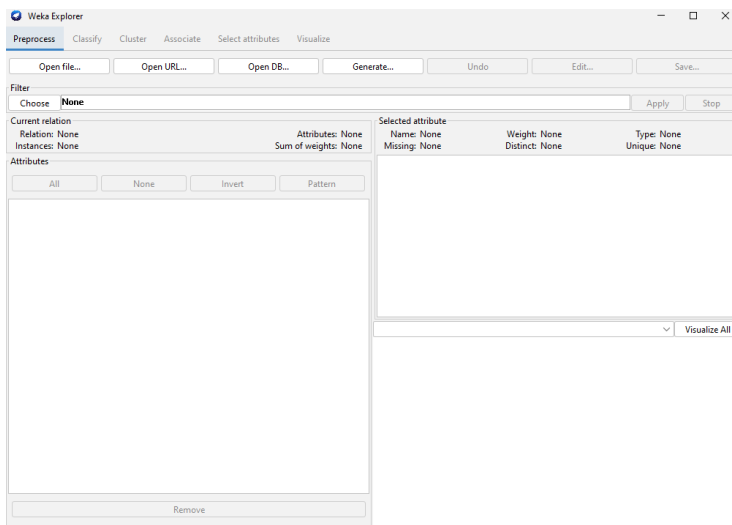 Weka Explorer
Preprocess Classify Cluster Associate Select attributes Visualize
Open file... Open URL... Open DB... Generate... Undo Edit... Save...
Filter
Choose None Apply Stop
Current relation
Relation: None Attributes: None
Instances: None Sum of weights: None
Selected attribute
Name: None Weight: None Type: None
Missing: None Distinct: None Unique: None
Attributes
All None Invert Pattern
Visualize All
Remove